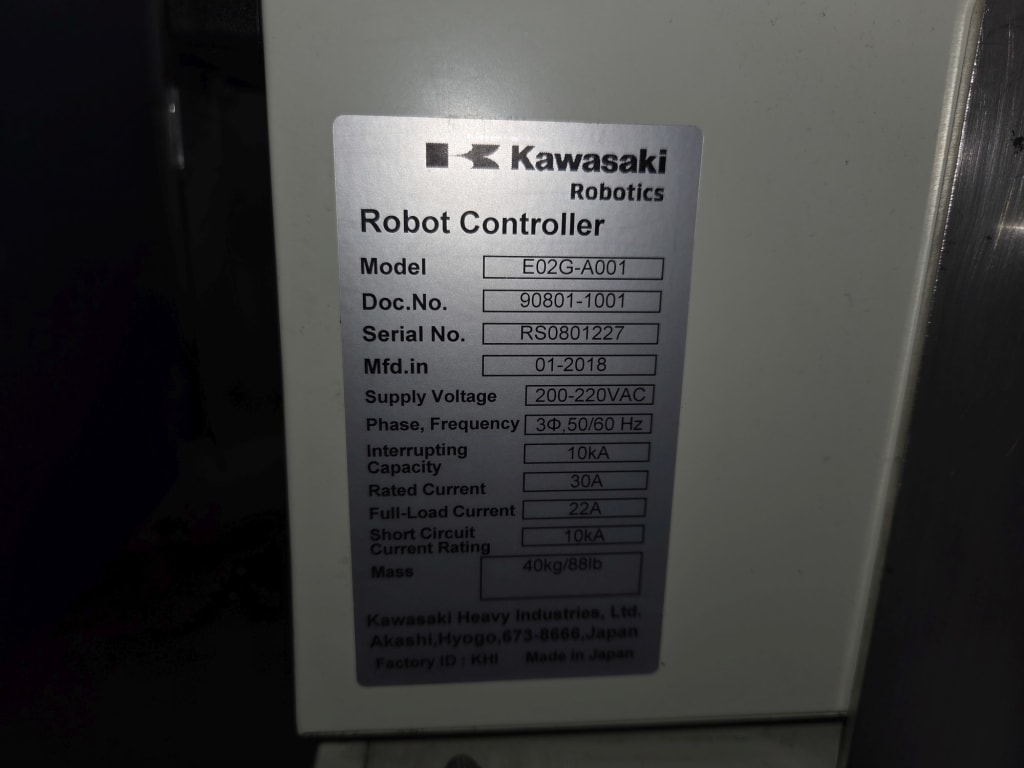 Kawasaki
Robotics
Robot Controller
Model E02G-A001
Doc.No. 90801-1001
Serial No. RS0801227
Mfd.in 01-2018
Supply Voltage 200-220VAC
Phase, Frequency 3Φ,50/60 Hz
Interrupting
Capacity 10kA
Rated Current 30A
Full-Load Current 22A
Short Circuit
Current Rating 10kA
Mass 40kg/88lb
Kawasaki Heavy Industries, Ltd.
Akashi,Hyogo,673-8666,Japan
Factory ID : KHI Made in Japan